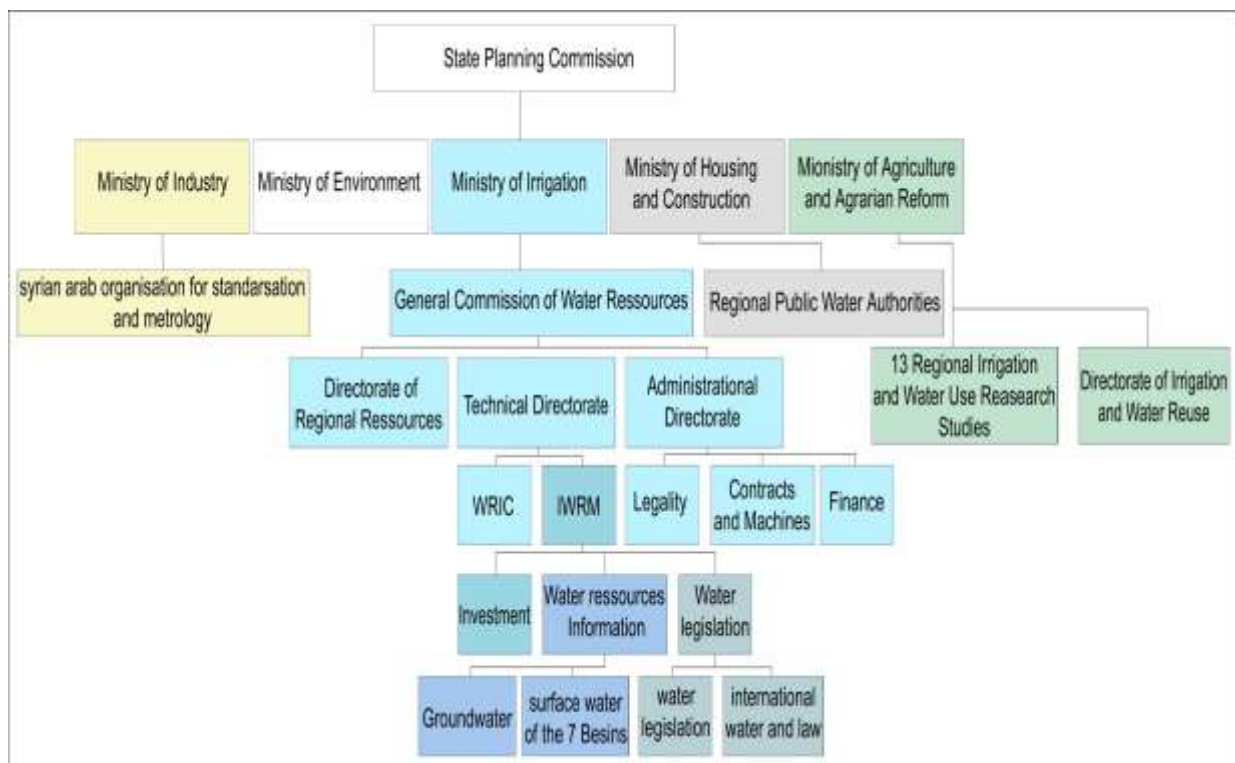 State Planning Commission
Ministry of Industry
Ministry of Environment
Ministry of Irrigation
Ministry of Housing
and Construction
Mionistry of Agriculture
and Agrarian Reform
syrian arab organisation for standarsation
and metrology
General Commission of Water Ressources
Regional Public Water Authorities
13 Regional Irrigation
and Water Use Reasearch
Studies
Directorate of Irrigation
and Water Reuse
Directorate of
Regional Ressources
Technical Directorate
Administrational
Directorate
WRIC
IWRM
Legality
Contracts
and Machines
Finance
Investment
Water ressources
Information
Water
legislation
Groundwater
surface water
of the 7 Besins
water
legislation
international
water and law